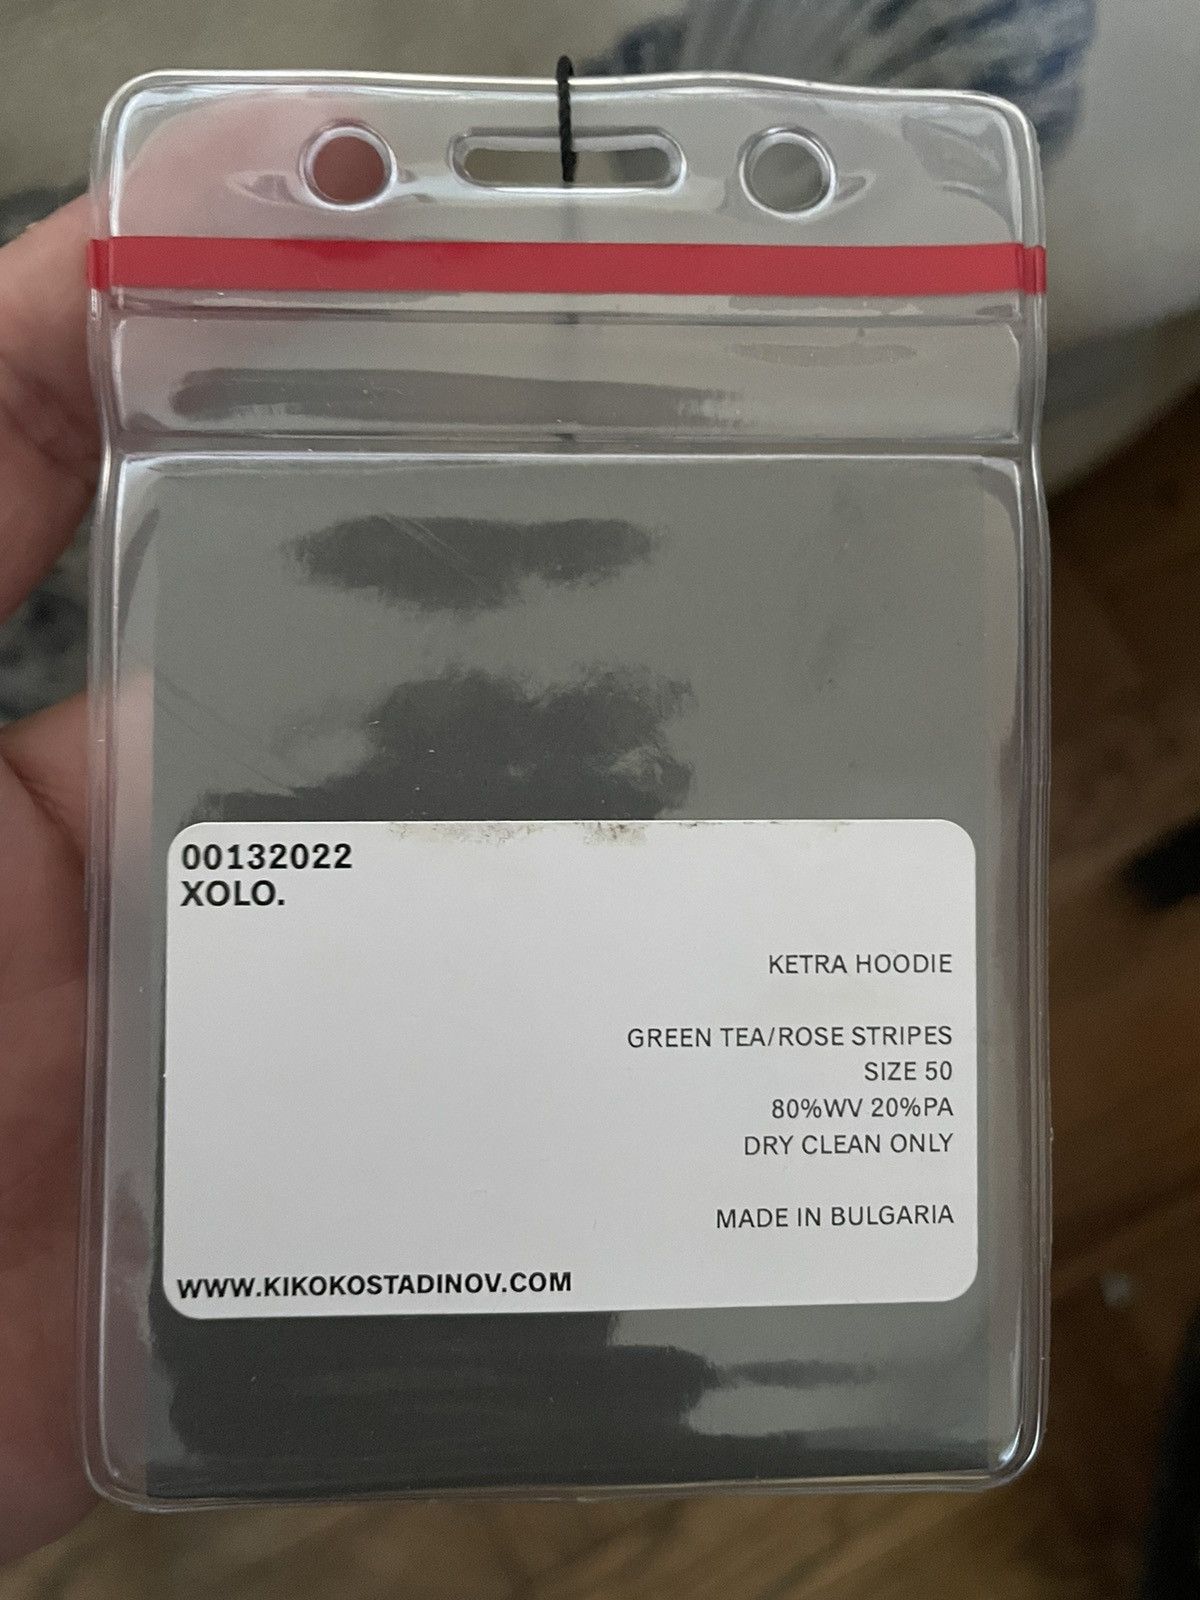 00132022
XOLO.
KETRA HOODIE
GREEN TEA/ROSE STRIPES
SIZE 50
80%WV 20%PA
DRY CLEAN ONLY
MADE IN BULGARIA
WWW.KIKOKOSTADINOV.COM